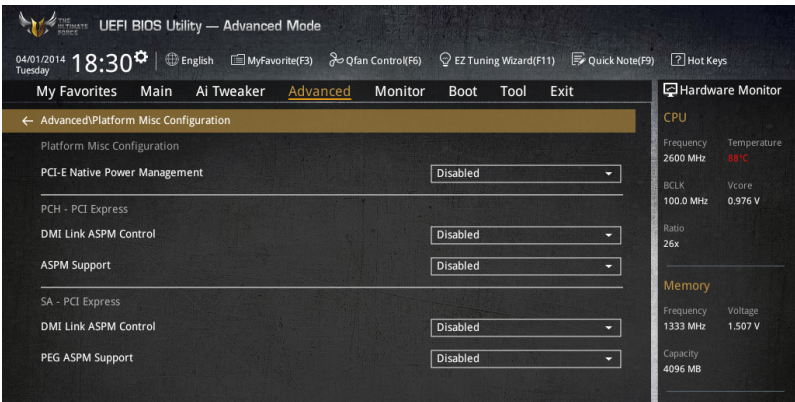 THE ULTIMATE FORCE
UEFI BIOS Utility — Advanced Mode
04/01/2014 Tuesday 18:30 English MyFavorite(F3) Qfan Control(F6) EZ Tuning Wizard(F11) Quick Note(F9) ? Hot Keys
My Favorites Main Ai Tweaker Advanced Monitor Boot Tool Exit
← Advanced\Platform Misc Configuration
Platform Misc Configuration
PCI-E Native Power Management Disabled
PCH - PCI Express
DMI Link ASPM Control Disabled
ASPM Support Disabled
SA - PCI Express
DMI Link ASPM Control Disabled
PEG ASPM Support Disabled
Hardware Monitor
CPU
Frequency Temperature
2600 MHz 88°C
BCLK Vcore
100.0 MHz 0.976 V
Ratio
26x
Memory
Frequency Voltage
1333 MHz 1.507 V
Capacity
4096 MB